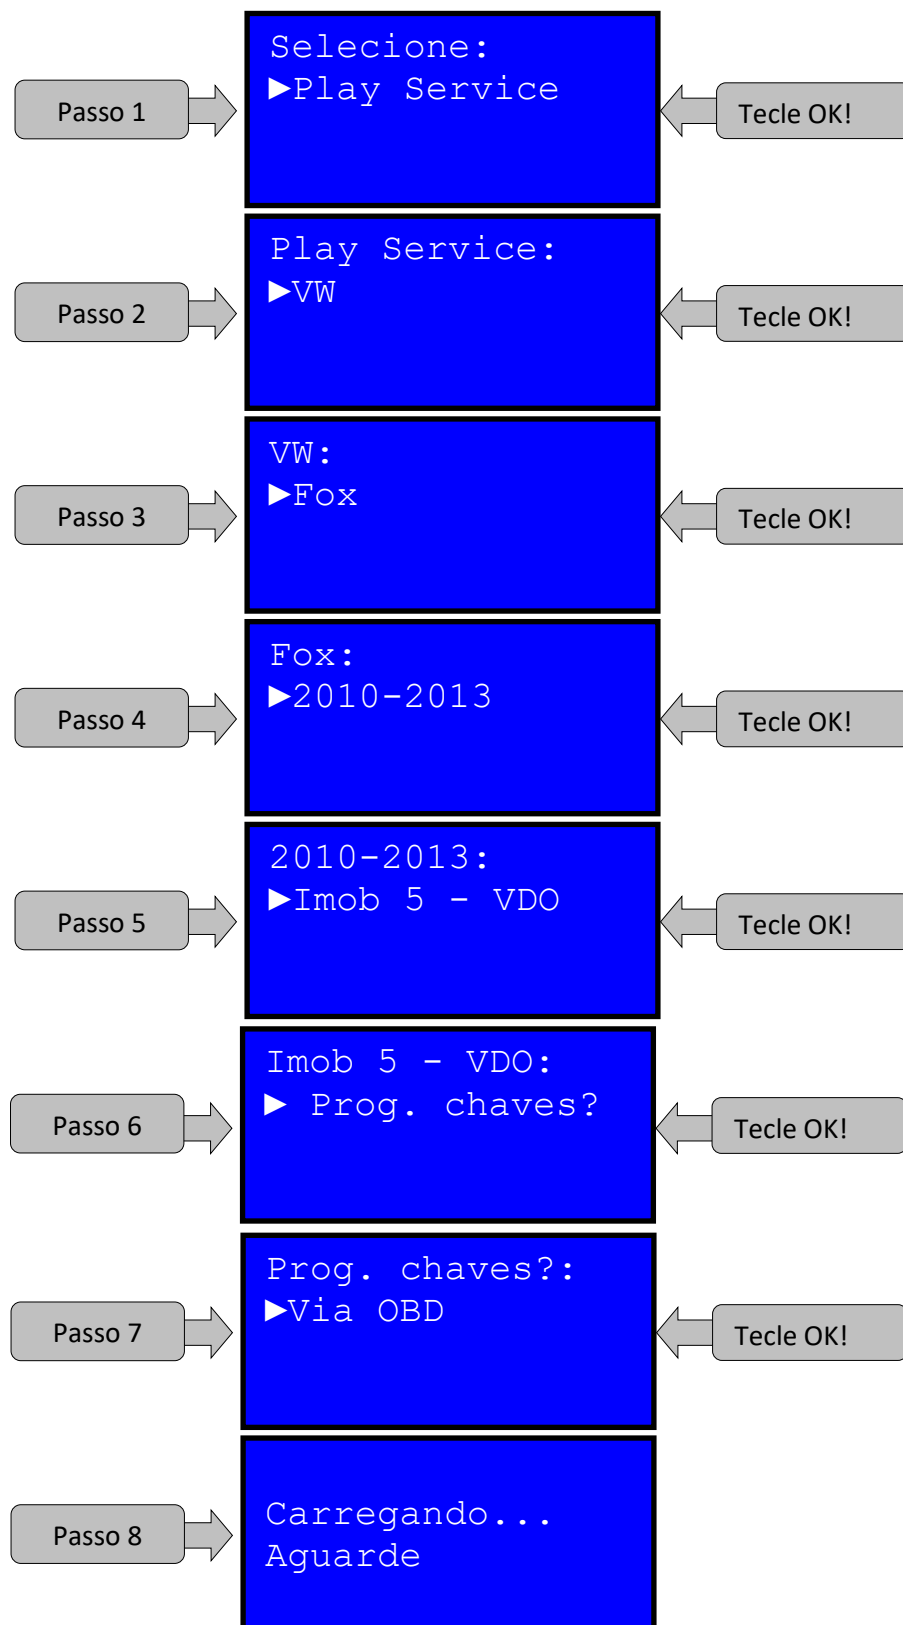 Selecione:
►Play Service
Passo 1
Tecle OK!
Play Service:
►VW
Passo 2
Tecle OK!
VW:
►Fox
Passo 3
Tecle OK!
Fox:
►2010-2013
Passo 4
Tecle OK!
2010-2013:
►Imob 5 - VDO
Passo 5
Tecle OK!
Imob 5 - VDO:
► Prog. chaves?
Passo 6
Tecle OK!
Prog. chaves?:
►Via OBD
Passo 7
Tecle OK!
Carregando...
Aguarde
Passo 8